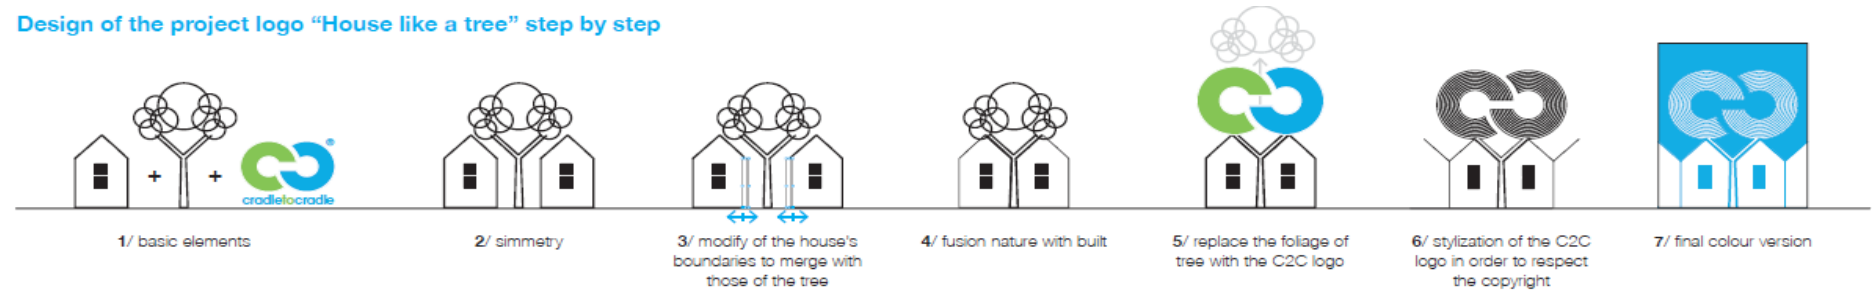 Design of the project logo “House like a tree” step by step
+ +
®
cradletocradle
1/ basic elements
2/ simmetry
3/ modify of the house's
boundaries to merge with
those of the tree
4/ fusion nature with built
5/ replace the foliage of
tree with the C2C logo
6/ stylization of the C2C
logo in order to respect
the copyright
7/ final colour version